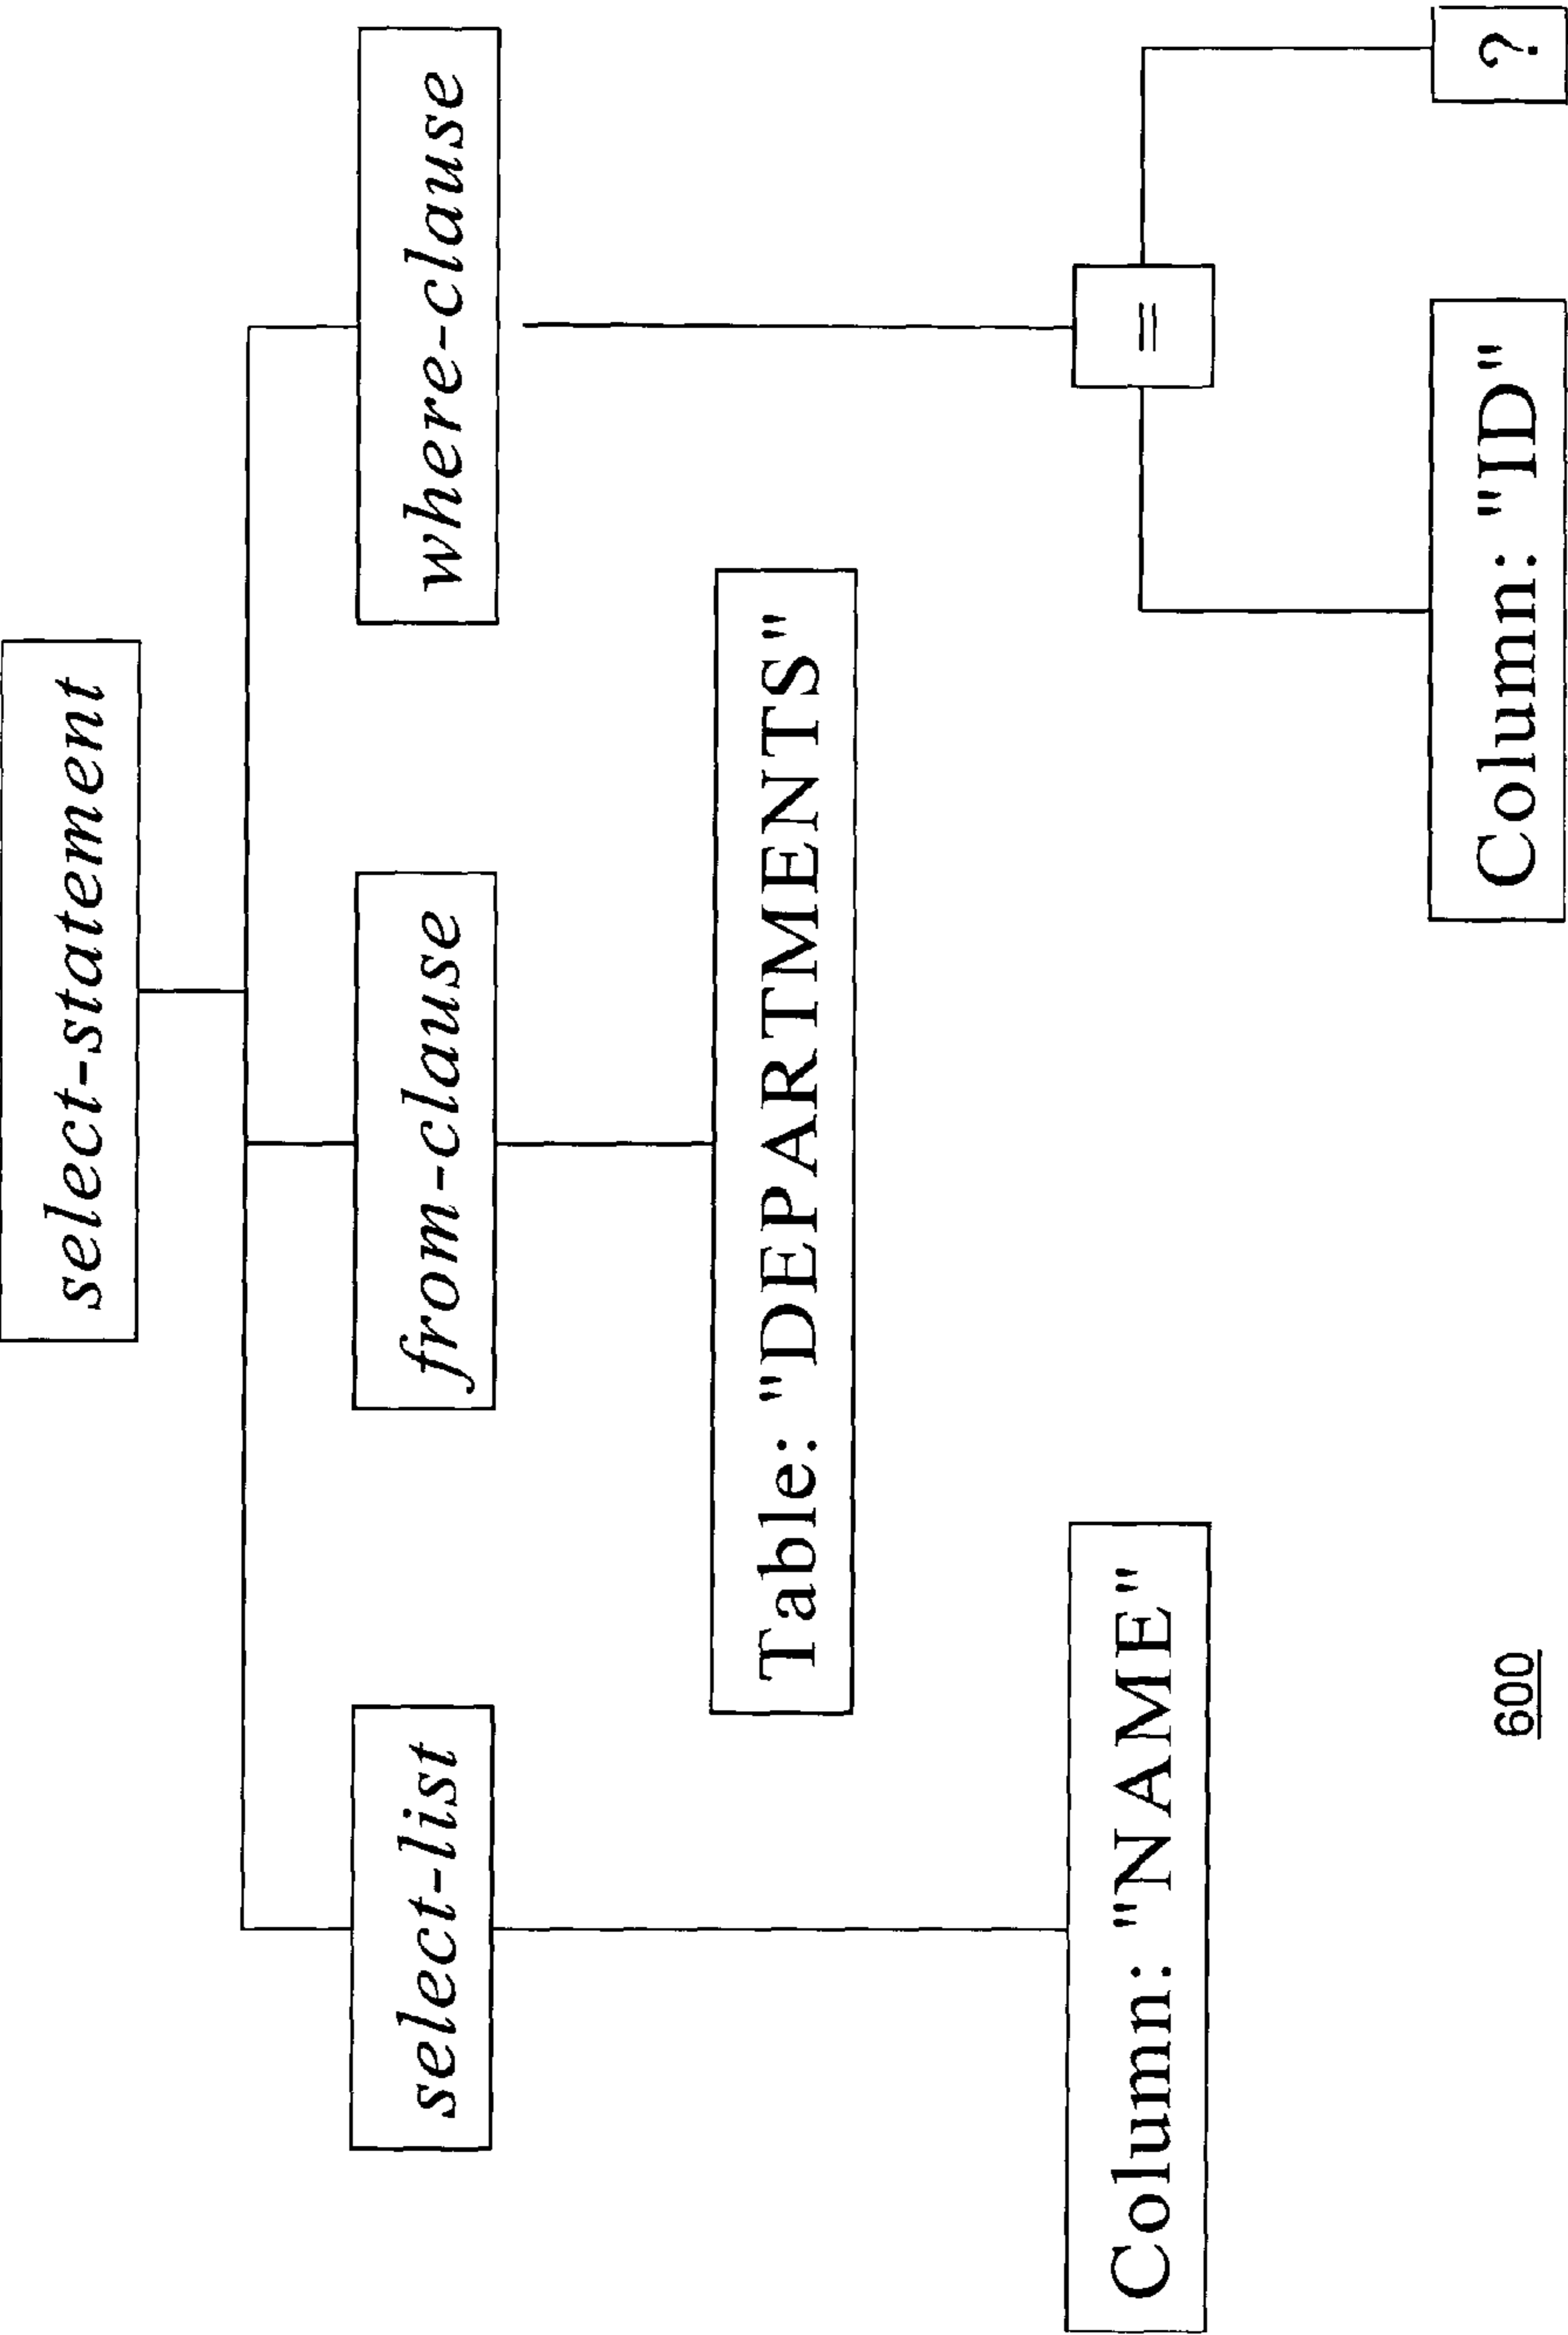 select-statement
select-list
from-clause
where-clause
Table: "DEPARTMENTS"
Column: "NAME"
=
Column: "ID"
?
600